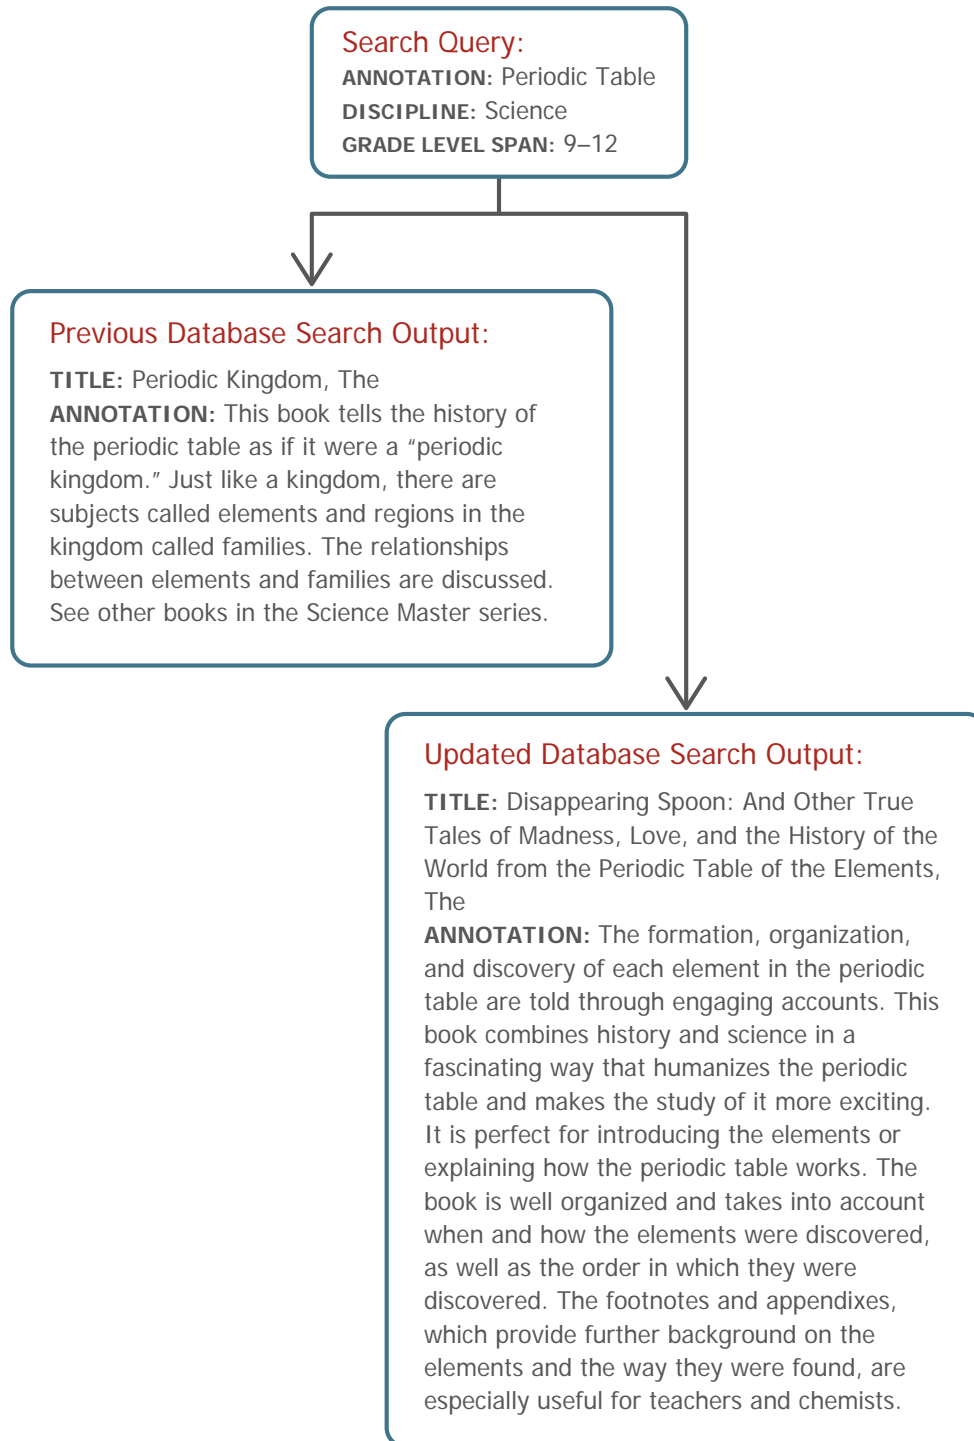 Search Query:
ANNOTATION: Periodic Table
DISCIPLINE: Science
GRADE LEVEL SPAN: 9–12
Previous Database Search Output:
TITLE: Periodic Kingdom, The
ANNOTATION: This book tells the history of
the periodic table as if it were a “periodic
kingdom.” Just like a kingdom, there are
subjects called elements and regions in the
kingdom called families. The relationships
between elements and families are discussed.
See other books in the Science Master series.
Updated Database Search Output:
TITLE: Disappearing Spoon: And Other True
Tales of Madness, Love, and the History of the
World from the Periodic Table of the Elements,
The
ANNOTATION: The formation, organization,
and discovery of each element in the periodic
table are told through engaging accounts. This
book combines history and science in a
fascinating way that humanizes the periodic
table and makes the study of it more exciting.
It is perfect for introducing the elements or
explaining how the periodic table works. The
book is well organized and takes into account
when and how the elements were discovered,
as well as the order in which they were
discovered. The footnotes and appendixes,
which provide further background on the
elements and the way they were found, are
especially useful for teachers and chemists.